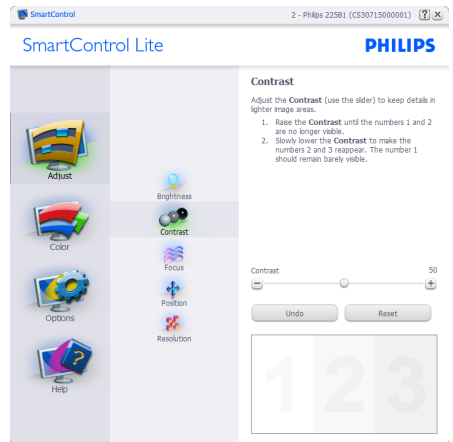 SmartControl
2 - Philips 225B1 (CS30715000001)
SmartControl Lite
PHILIPS
Adjust
Color
Options
Help
Brightness
Contrast
Focus
Position
Resolution
Contrast
Adjust the Contrast (use the slider) to keep details in
lighter image areas.
1. Raise the Contrast until the numbers 1 and 2
are no longer visible.
2. Slowly lower the Contrast to make the
numbers 2 and 3 reappear. The number 1
should remain barely visible.
Contrast 50
Undo Reset
1 2 3